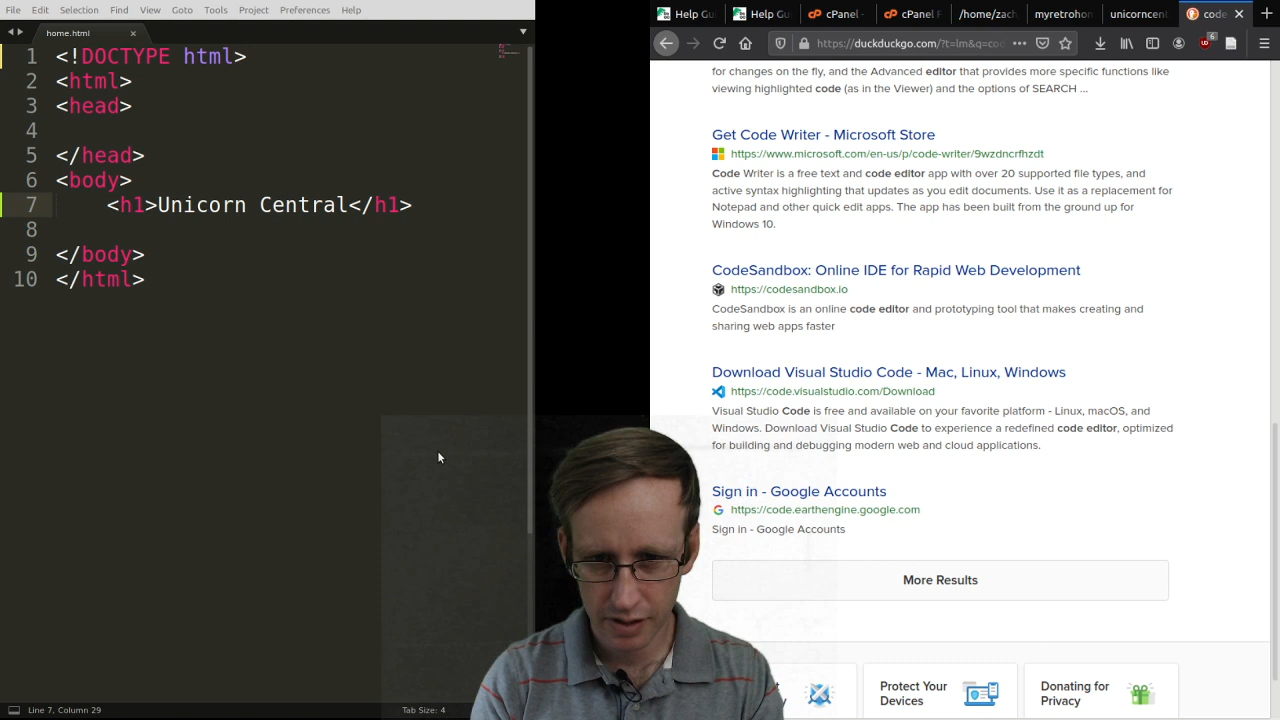 File Edit Selection Find View Goto Tools Project Preferences Help
home.html
1 <!DOCTYPE html>
2 <html>
3 <head>
4
5 </head>
6 <body>
7 <h1>Unicorn Central</h1>
8
9 </body>
10 </html>
Line 7, Column 29 Tab Size: 4
Help Gu Help Gu cPanel - cPanel F /home/zach myretrohom unicorncent code
https://duckduckgo.com/?t=lm&q=cod
6
for changes on the fly, and the Advanced editor that provides more specific functions like
viewing highlighted code (as in the Viewer) and the options of SEARCH ...
Get Code Writer - Microsoft Store
https://www.microsoft.com/en-us/p/code-writer/9wzdncrfhzdt
Code Writer is a free text and code editor app with over 20 supported file types, and
active syntax highlighting that updates as you edit documents. Use it as a replacement for
Notepad and other quick edit apps. The app has been built from the ground up for
Windows 10.
CodeSandbox: Online IDE for Rapid Web Development
https://codesandbox.io
CodeSandbox is an online code editor and prototyping tool that makes creating and
sharing web apps faster
Download Visual Studio Code - Mac, Linux, Windows
https://code.visualstudio.com/Download
Visual Studio Code is free and available on your favorite platform - Linux, macOS, and
Windows. Download Visual Studio Code to experience a redefined code editor, optimized
for building and debugging modern web and cloud applications.
Sign in - Google Accounts
https://code.earthengine.google.com
Sign in - Google Accounts
More Results
Protect Your
Devices
Donating for
Privacy